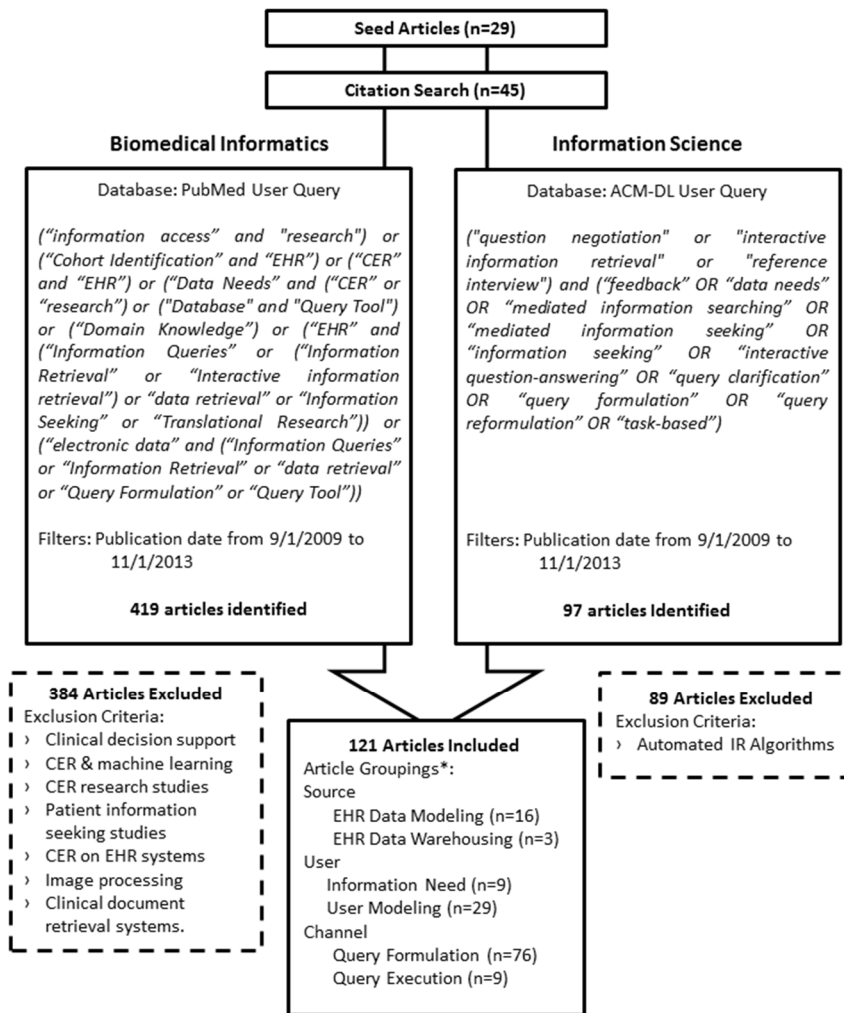 Seed Articles (n=29)
Citation Search (n=45)
Biomedical Informatics
Database: PubMed User Query
(“information access” and "research") or
(“Cohort Identification” and “EHR”) or (“CER”
and “EHR”) or (“Data Needs” and (“CER” or
“research”) or ("Database" and "Query Tool")
or (“Domain Knowledge”) or (“EHR” and
(“Information Queries” or (“Information
Retrieval” or “Interactive information
retrieval”) or “data retrieval” or “Information
Seeking” or “Translational Research”)) or
(“electronic data” and (“Information Queries”
or “Information Retrieval” or “data retrieval”
or “Query Formulation” or “Query Tool”))
Filters: Publication date from 9/1/2009 to
11/1/2013
419 articles identified
Information Science
Database: ACM-DL User Query
("question negotiation" or "interactive
information retrieval" or "reference
interview") and (“feedback” OR “data needs”
OR “mediated information searching” OR
“mediated information seeking” OR
“information seeking” OR “interactive
question-answering” OR “query clarification”
OR “query formulation” OR “query
reformulation” OR “task-based”)
Filters: Publication date from 9/1/2009 to
11/1/2013
97 articles Identified
384 Articles Excluded
Exclusion Criteria:
› Clinical decision support
› CER & machine learning
› CER research studies
› Patient information
seeking studies
› CER on EHR systems
› Image processing
› Clinical document
retrieval systems.
121 Articles Included
Article Groupings*:
Source
EHR Data Modeling (n=16)
EHR Data Warehousing (n=3)
User
Information Need (n=9)
User Modeling (n=29)
Channel
Query Formulation (n=76)
Query Execution (n=9)
89 Articles Excluded
Exclusion Criteria:
› Automated IR Algorithms